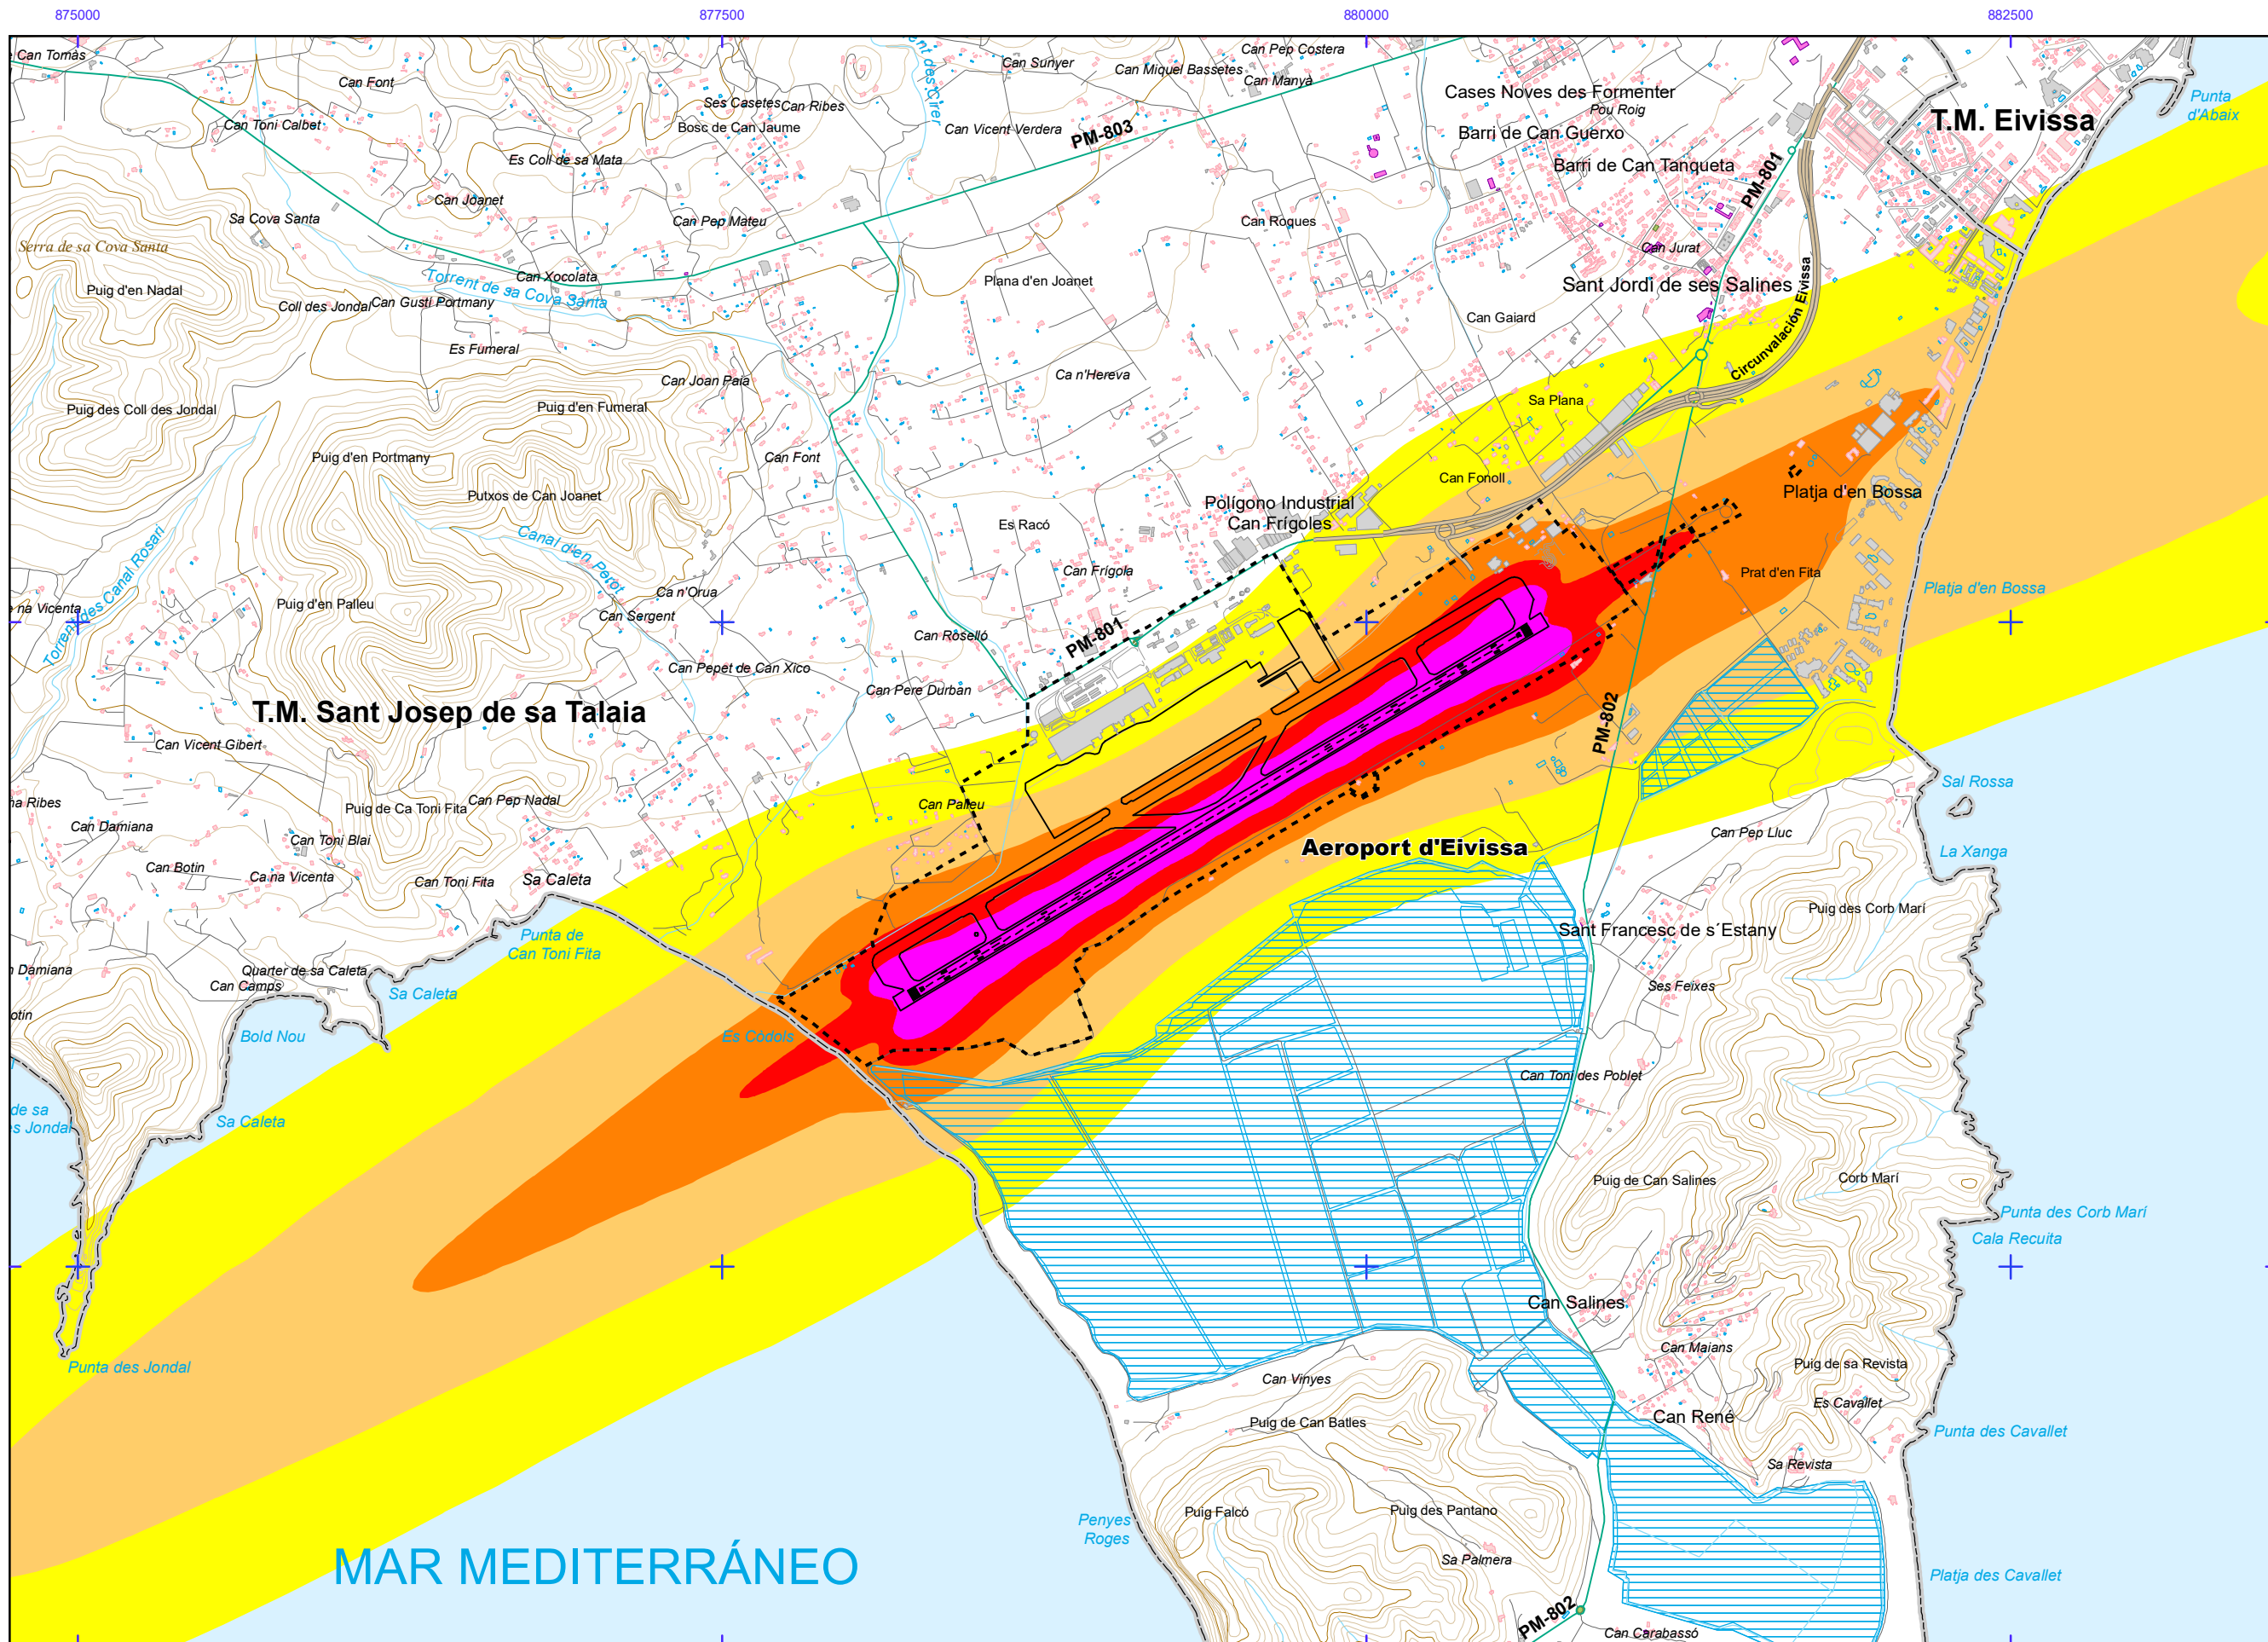 875000
877500
880000
882500
Can Tomàs
Can Font
Can Toni Calbet
Ses Casetes
Can Ribes
Bosc de Can Jaume
Es Coll de sa Mata
Can Joanet
Can Pep Mateu
Sa Cova Santa
Serra de sa Cova Santa
Puig d'en Nadal
Torrent de sa Cova Santa
Can Xocolata
Coll des Jondal
Can Gustí Portmany
Es Fumeral
Can Sunyer
Can Miquel Bassetes
Can Pep Costera
Can Manyà
Can Vicent Verdera
PM-803
Cases Noves des Formenter
Pou Roig
Barri de Can Guerxo
Barri de Can Tanqueta
PM-801
T.M. Eivissa
Punta
d'Abaix
Can Roques
Can Jurat
Plana d'en Joanet
Sant Jordi de ses Salines
Circunvalación Eivissa
Can Gaiard
Ca n'Hereva
Can Joan Paia
Puig des Coll des Jondal
Puig d'en Fumeral
Sa Plana
Puig d'en Portmany
Can Font
Can Fonoll
Putxos de Can Joanet
Polígono Industrial
Can Frígoles
Platja d'en Bossa
Es Racó
Torrent des Canal Rosari
Canal d'en Perot
Can Frígola
Prat d'en Fita
Platja d'en Bossa
Ca n'Orua
Puig d'en Palleu
Can Sergent
Can Roselló
PM-801
Can Pepet de Can Xico
Can Pere Durban
T.M. Sant Josep de sa Talaia
PM-802
Can Vicent Gibert
Sal Rossa
Puig de Ca Toni Fita
Can Pep Nadal
Can Palleu
Can Damiana
Can Toni Blai
Can Pep Lluc
Aeroport d'Eivissa
La Xanga
Can Botin
Ca na Vicenta
Can Toni Fita
Sa Caleta
Puig des Corb Marí
Punta de
Can Toni Fita
Sant Francesc de s´Estany
Quarter de sa Caleta
Can Camps
Sa Caleta
Ses Feixes
Bold Nou
Es Còdols
Can Toni des Poblet
Sa Caleta
Puig de Can Salines
Corb Marí
Punta des Corb Marí
Cala Recuita
Can Salines
Punta des Jondal
Can Maians
Puig de sa Revista
Can Vinyes
Es Cavallet
Puig de Can Batles
Can René
Punta des Cavallet
Sa Revista
Puig Falcó
Puig des Pantano
Penyes
Roges
MAR MEDITERRÁNEO
Sa Palmera
Platja des Cavallet
PM-802
Can Carabassó